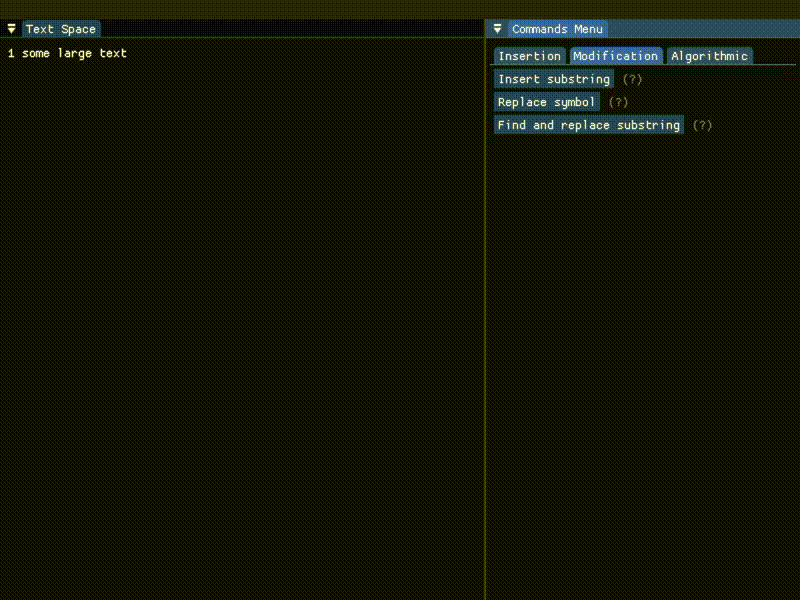 Text Space
1 some large text
Commands Menu
Insertion Modification Algorithmic
Insert substring (?)
Replace symbol (?)
Find and replace substring (?)